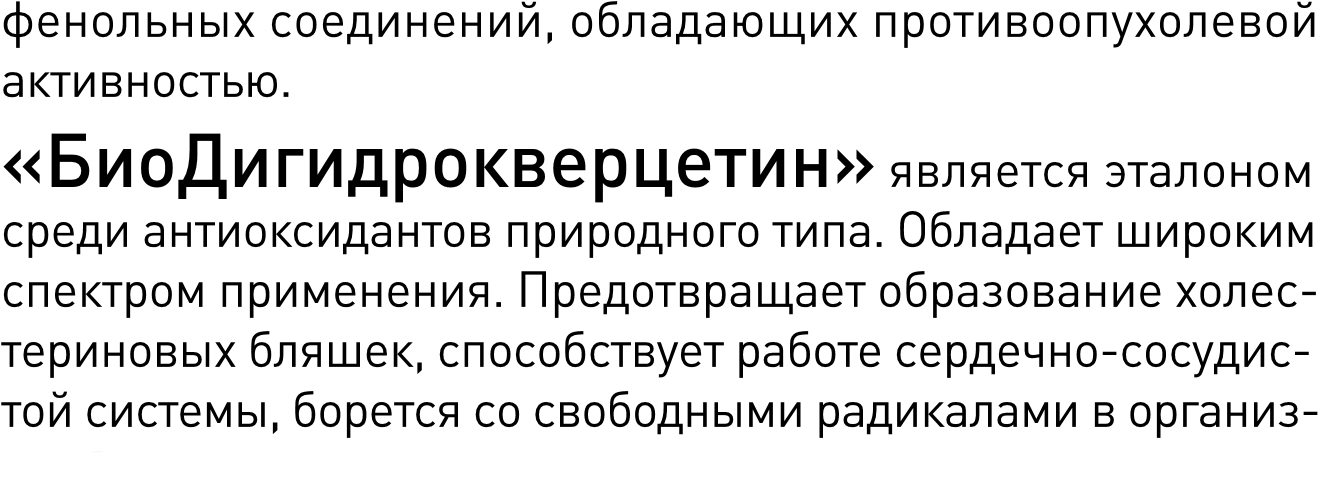 фенольных соединений, обладающих противоопухолевой
активностью.
«БиоДигидрокверцетин» является эталоном
среди антиоксидантов природного типа. Обладает широким
спектром применения. Предотвращает образование холес-
териновых бляшек, способствует работе сердечно-сосудис-
той системы, борется со свободными радикалами в организ-